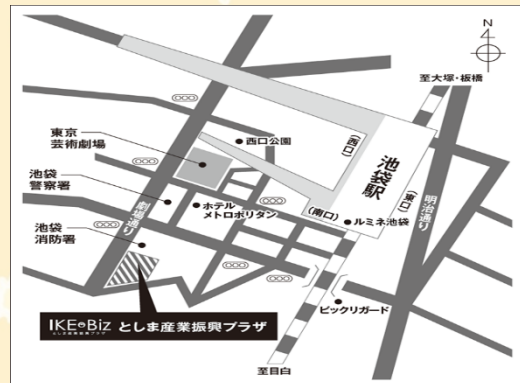 N
至大塚・板橋
東京
芸術劇場
西口公園
(西口)
池袋駅
(東口)
明治通り
池袋
警察署
劇場通り
ホテル
メトロポリタン
(南口)
ルミネ池袋
池袋
消防署
ビックリガード
IKE・Biz としま産業振興プラザ
至目白